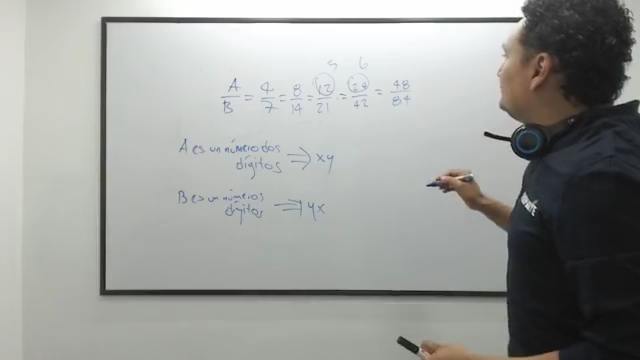 5 6
A/B = 4/7 = 8/14 = 12/21 = 24/42 = 48/84
A es un número dos
dígitos ⇒ xy
B es un números
dígitos ⇒ yx